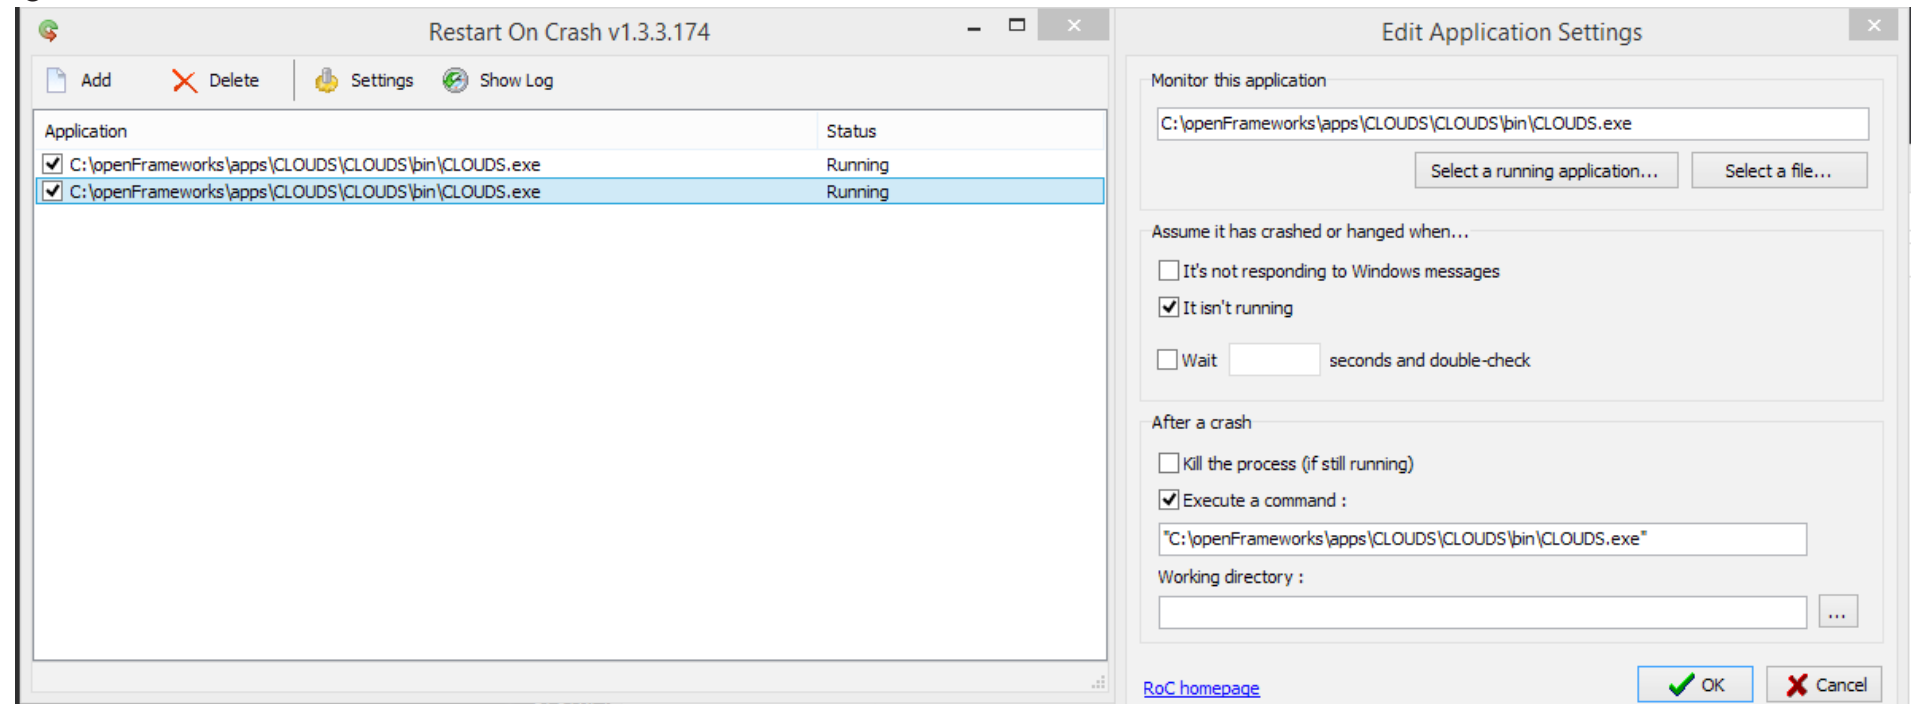 Restart On Crash v1.3.3.174
Add Delete Settings Show Log
Application Status
C:\openFrameworks\apps\CLOUDS\CLOUDS\bin\CLOUDS.exe Running
C:\openFrameworks\apps\CLOUDS\CLOUDS\bin\CLOUDS.exe Running
Edit Application Settings
Monitor this application
C:\openFrameworks\apps\CLOUDS\CLOUDS\bin\CLOUDS.exe
Select a running application... Select a file...
Assume it has crashed or hanged when...
It's not responding to Windows messages
It isn't running
Wait seconds and double-check
After a crash
Kill the process (if still running)
Execute a command :
"C:\openFrameworks\apps\CLOUDS\CLOUDS\bin\CLOUDS.exe"
Working directory :
...
RoC homepage OK Cancel